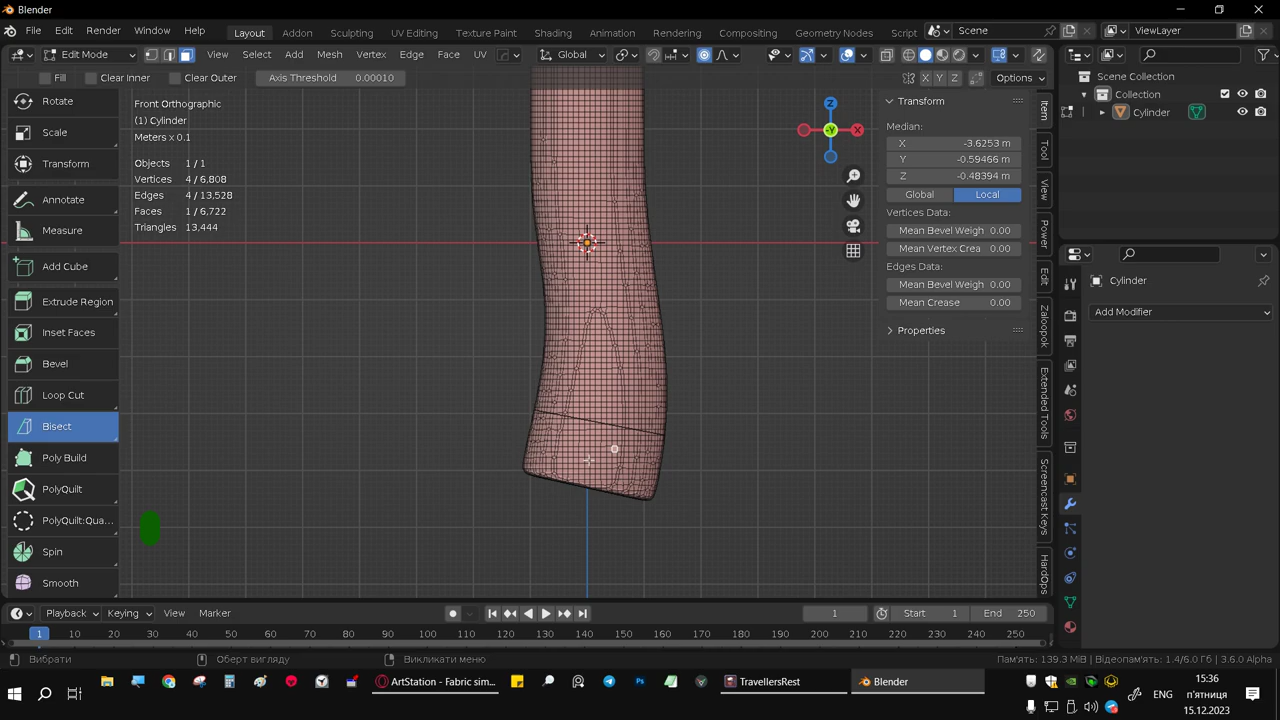 Blender
File Edit Render Window Help Layout Addon Sculpting UV Editing Texture Paint Shading Animation Rendering Compositing Geometry Nodes Script Scene ViewLayer
Edit Mode View Select Add Mesh Vertex Edge Face UV Global
Fill Clear Inner Clear Outer Axis Threshold 0.00010 X Y Z Options
Rotate
Scale
Transform
Annotate
Measure
Add Cube
Extrude Region
Inset Faces
Bevel
Loop Cut
Bisect
Poly Build
PolyQuilt
PolyQuilt:Qua...
Spin
Smooth
Front Orthographic
(1) Cylinder
Meters x 0.1
Objects 1 / 1
Vertices 4 / 6,808
Edges 4 / 13,528
Faces 1 / 6,722
Triangles 13,444
Z
-Y
X
Transform
Median:
X -3.6253 m
Y -0.59466 m
Z -0.48394 m
Global Local
Vertices Data:
Mean Bevel Weigh 0.00
Mean Vertex Crea 0.00
Edges Data:
Mean Bevel Weigh 0.00
Mean Crease 0.00
Properties
Item
Tool
View
Power
Edit
Zaloopok
Extended Tools
Screencast Keys
HardOps
Scene Collection
Collection
Cylinder
Cylinder
Add Modifier
Playback Keying View Marker 1 Start 1 End 250
1 10 20 30 40 50 60 70 80 90 100 110 120 130 140 150 160 170 180 190 200 210 220 230 240 250
Вибрати Оберт вигляду Викликати меню Пам'ять: 139.3 MiB | Відеопам'ять: 1.4/6.0 Гб | 3.6.0 Alpha
ArtStation - Fabric sim... TravellersRest Blender
15:36
ENG п'ятниця
15.12.2023